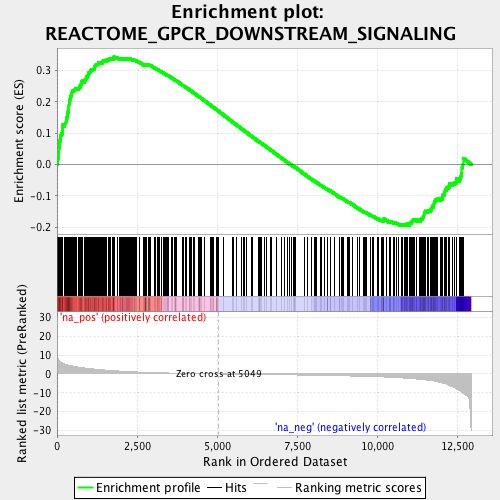 Enrichment plot:
REACTOME_GPCR_DOWNSTREAM_SIGNALING
Enrichment score (ES)
0.3
0.2
0.1
0.0
-0.1
-0.2
'na_pos' (positively correlated)
Ranked list metric (PreRanked)
30
20
10
0
-10
-20
-30
Zero cross at 5049
'na_neg' (negatively correlated)
0
2,500
5,000
7,500
10,000
12,500
Rank in Ordered Dataset
Enrichment profile
Hits
Ranking metric scores